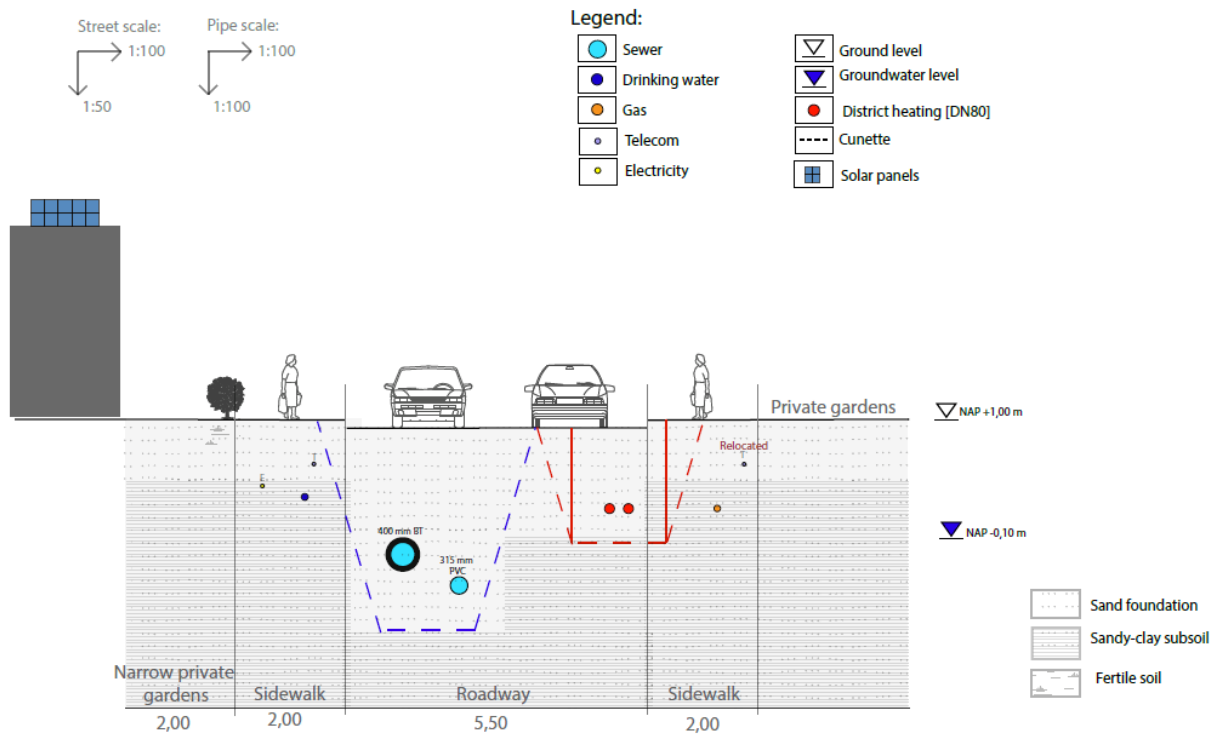 Street scale:
1:100
1:50
Pipe scale:
1:100
1:100
Legend:
Sewer
Drinking water
Gas
Telecom
Electricity
Ground level
Groundwater level
District heating [DN80]
Cunette
Solar panels
Private gardens
NAP +1,00 m
Relocated
T
T
E
NAP -0,10 m
400 mm BT
315 mm
PVC
Sand foundation
Sandy-clay subsoil
Fertile soil
Narrow private
gardens
Sidewalk
Roadway
Sidewalk
2,00
2,00
5,50
2,00